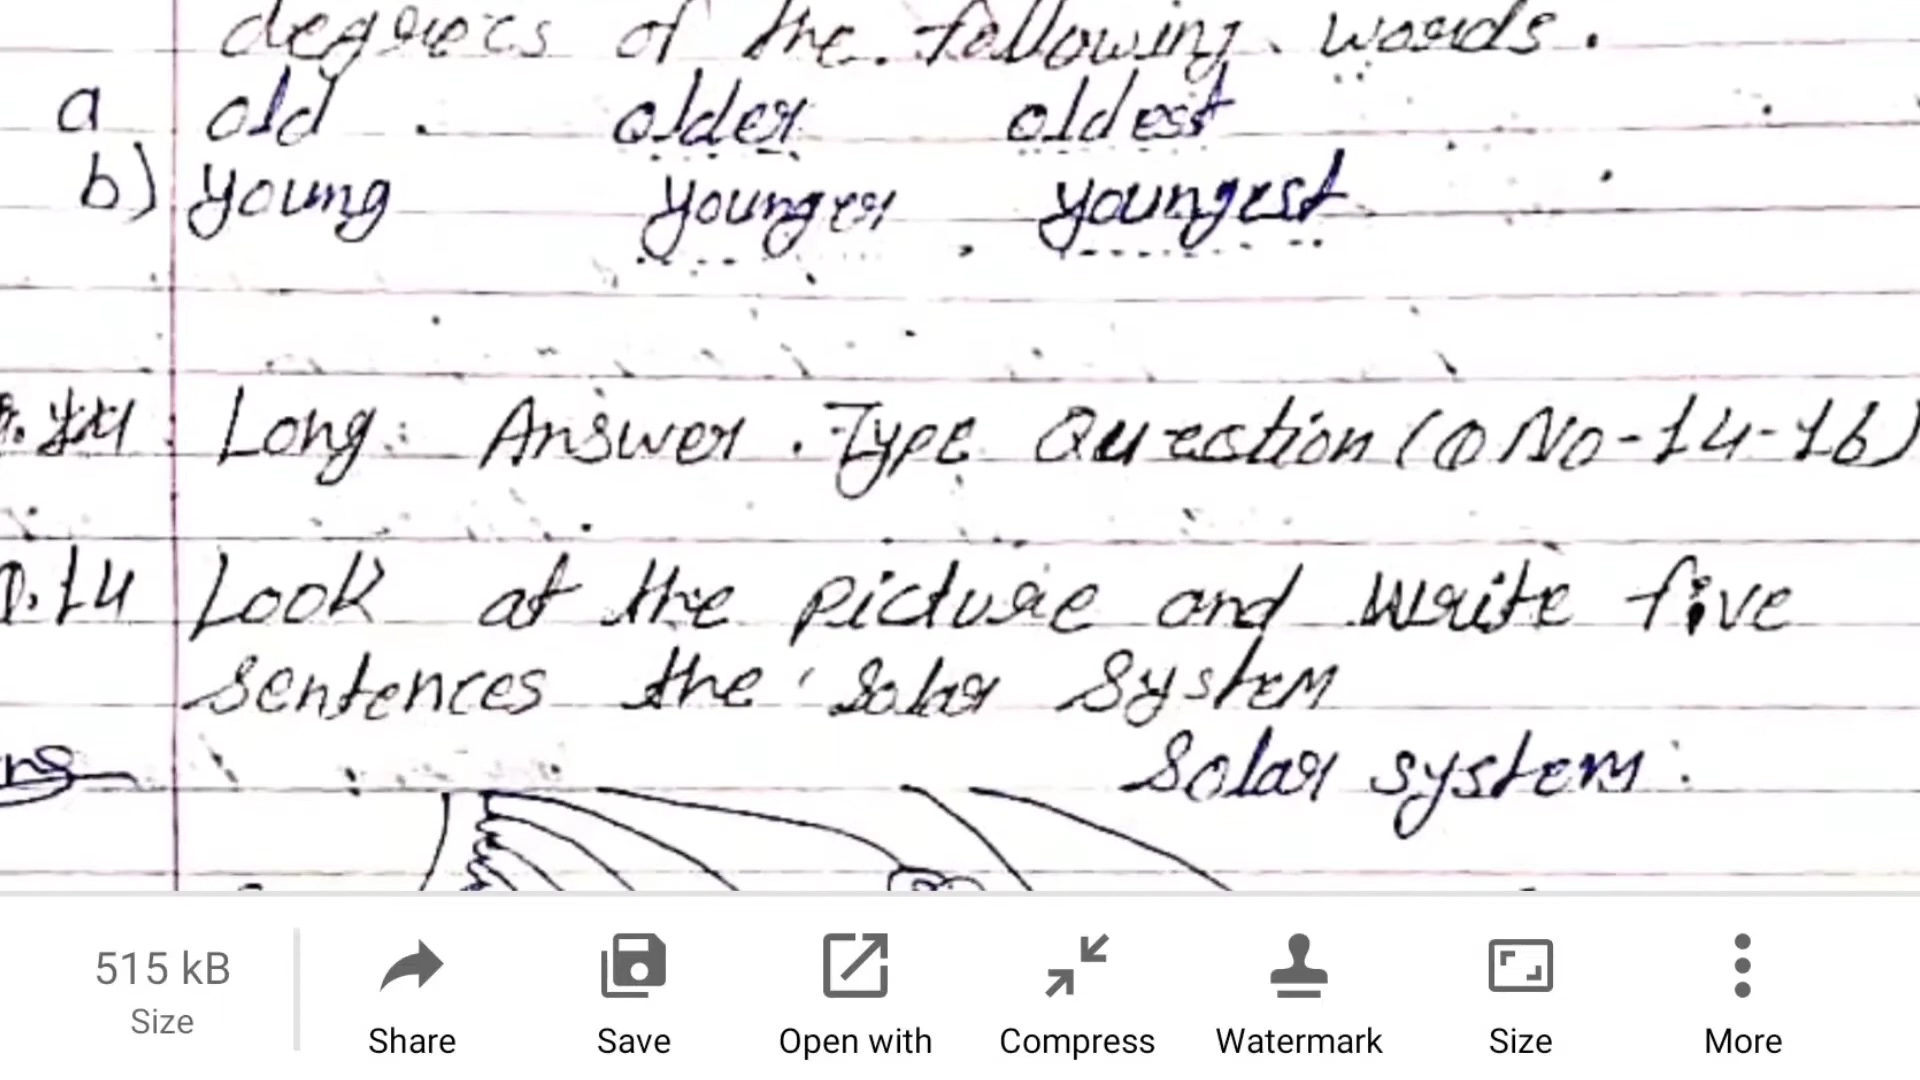 degrees of the following words.
a old older oldest
b) young younger youngest
Long Answer Type Question (Q No-14-16)
Q.14 Look at the picture and write five
sentences the solar system
Ans
Solar system:
515 kB
Size
Share
Save
Open with
Compress
Watermark
Size
More